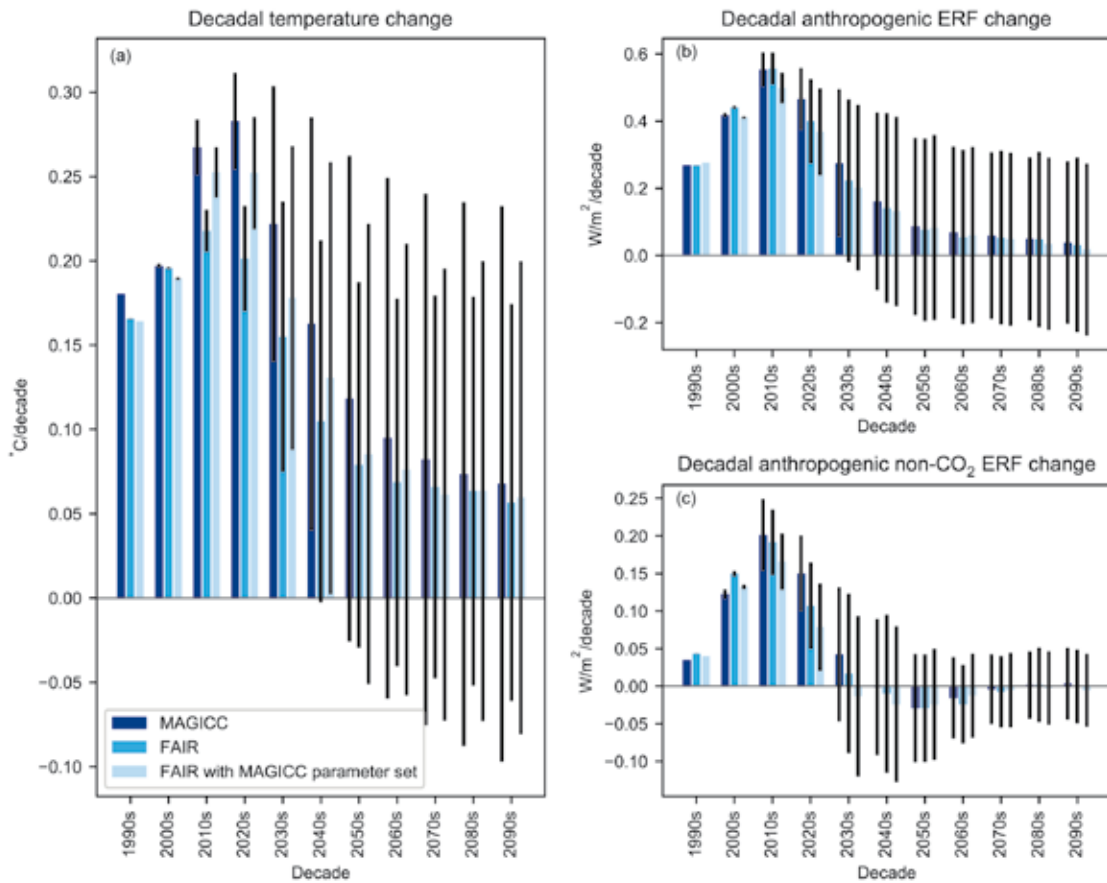 Decadal temperature change
(a)
0.30
0.25
0.20
0.15
0.10
0.05
0.00
−0.05
−0.10
°C/decade
MAGICC
FAIR
FAIR with MAGICC parameter set
1990s
2000s
2010s
2020s
2030s
2040s
2050s
2060s
2070s
2080s
2090s
Decade
Decadal anthropogenic ERF change
(b)
0.6
0.4
0.2
0.0
−0.2
W/m²/decade
1990s
2000s
2010s
2020s
2030s
2040s
2050s
2060s
2070s
2080s
2090s
Decade
Decadal anthropogenic non-CO₂ ERF change
(c)
0.25
0.20
0.15
0.10
0.05
0.00
−0.05
−0.10
W/m²/decade
1990s
2000s
2010s
2020s
2030s
2040s
2050s
2060s
2070s
2080s
2090s
Decade